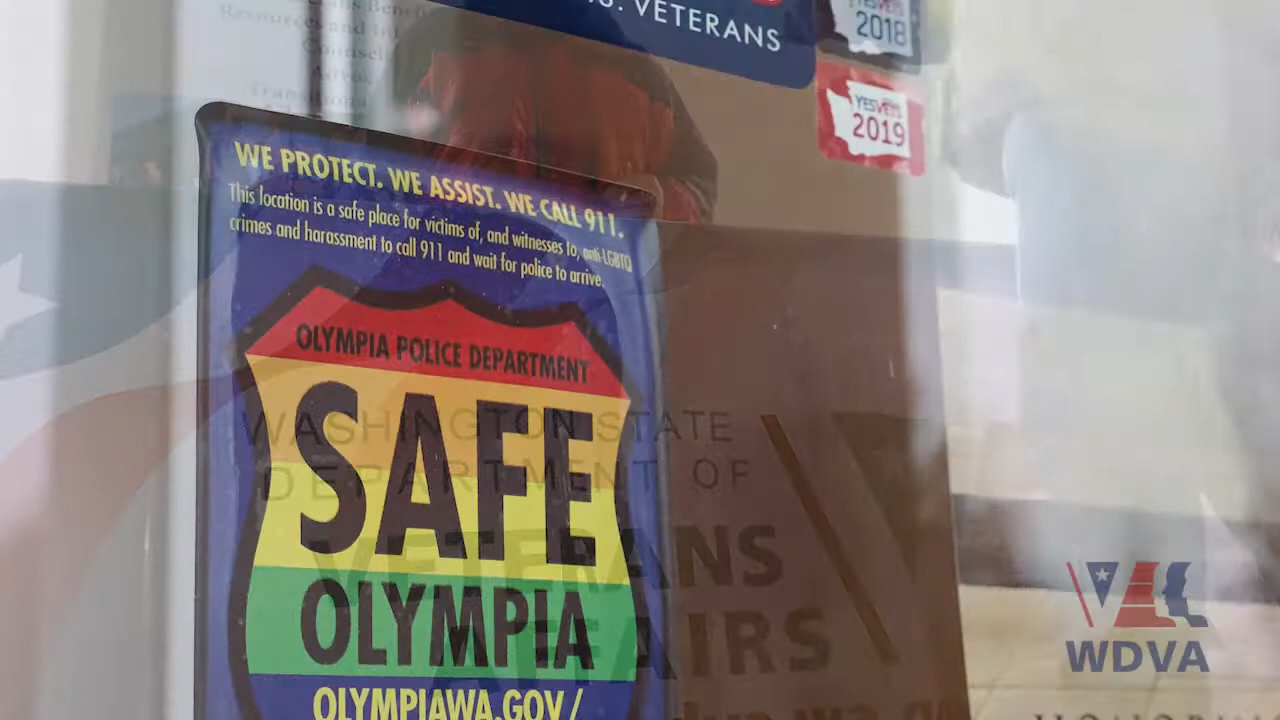 VETERANS
YESVETS
2018
YESVETS
2019
WE PROTECT. WE ASSIST. WE CALL 911.
This location is a safe place for victims of, and witnesses to, anti-LGBTQ
crimes and harassment to call 911 and wait for police to arrive.
OLYMPIA POLICE DEPARTMENT
SAFE
OLYMPIA
OLYMPIAWA.GOV/
WASHINGTON STATE
DEPARTMENT OF
VETERANS
AFFAIRS
WDVA